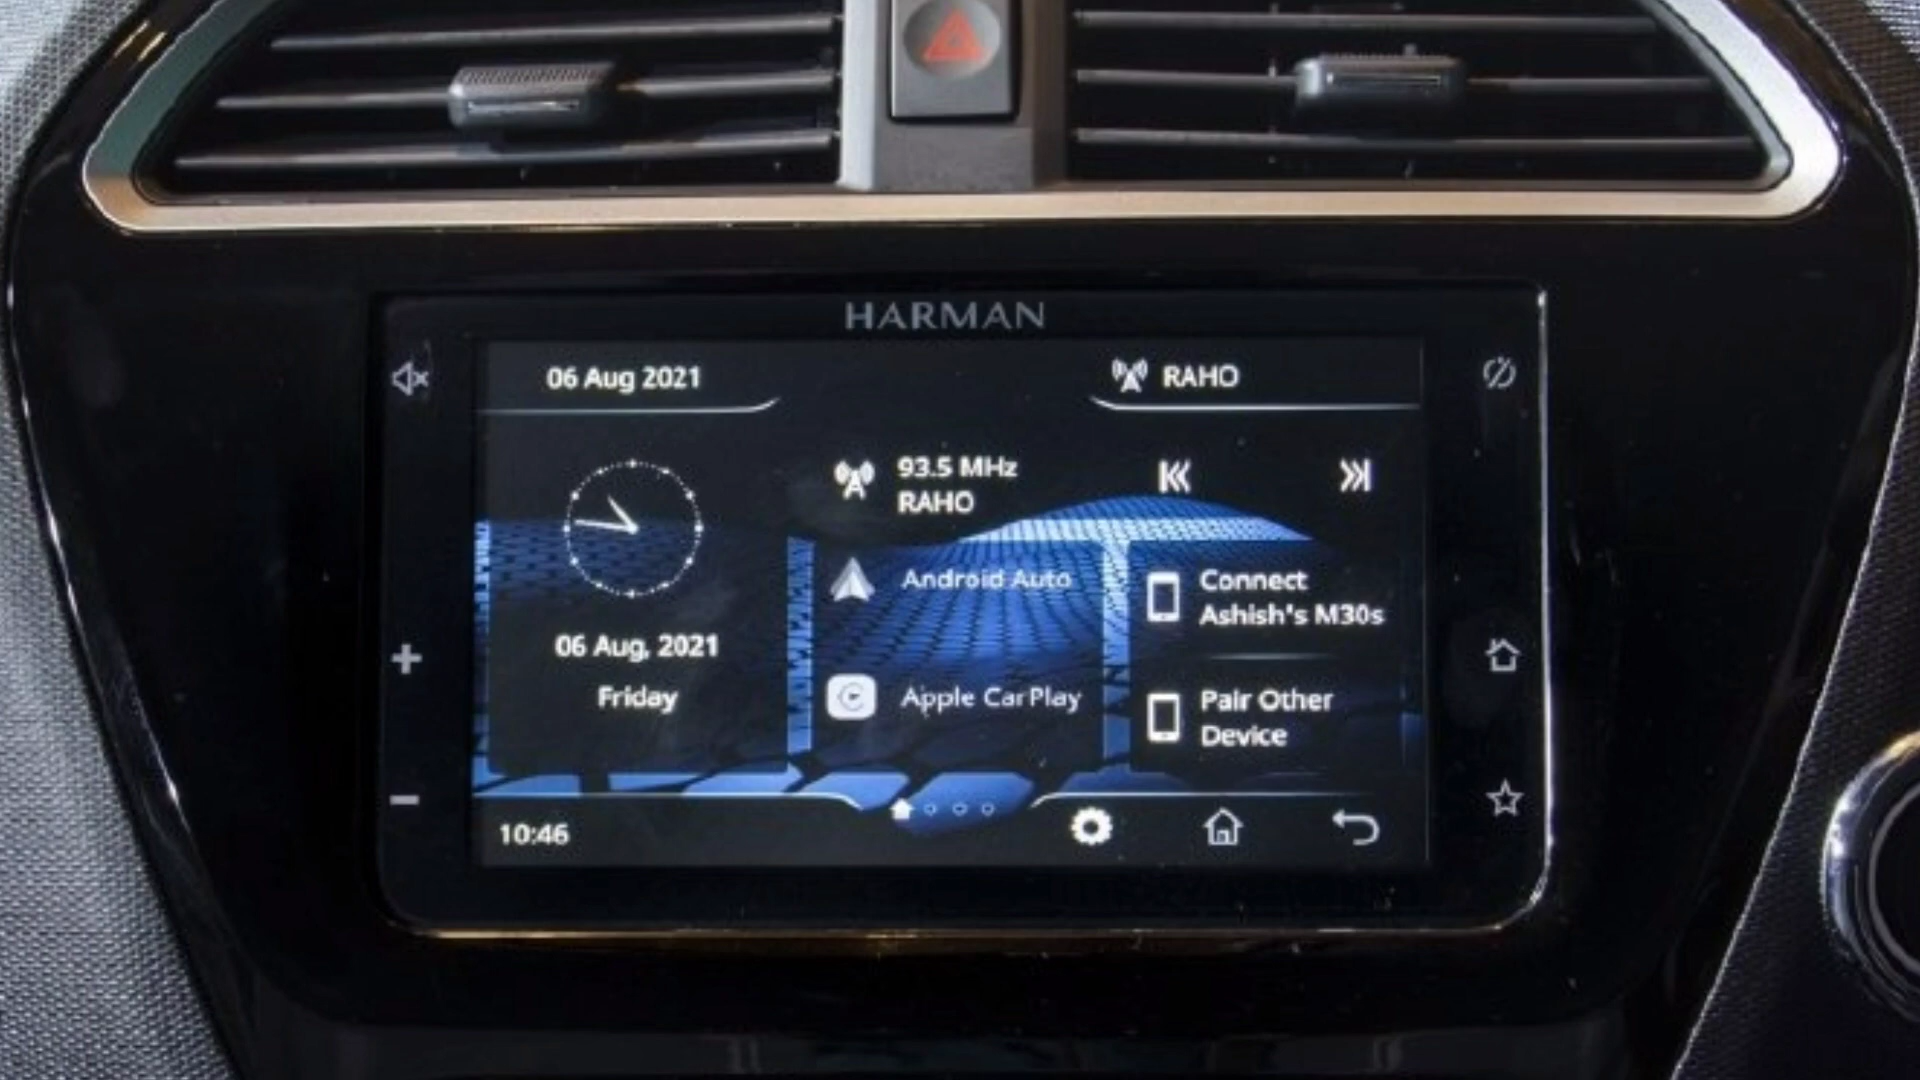 HARMAN
06 Aug 2021
RAHO
93.5 MHz
RAHO
Android Auto
Connect
Ashish's M30s
06 Aug, 2021
Friday
Apple CarPlay
Pair Other
Device
10:46